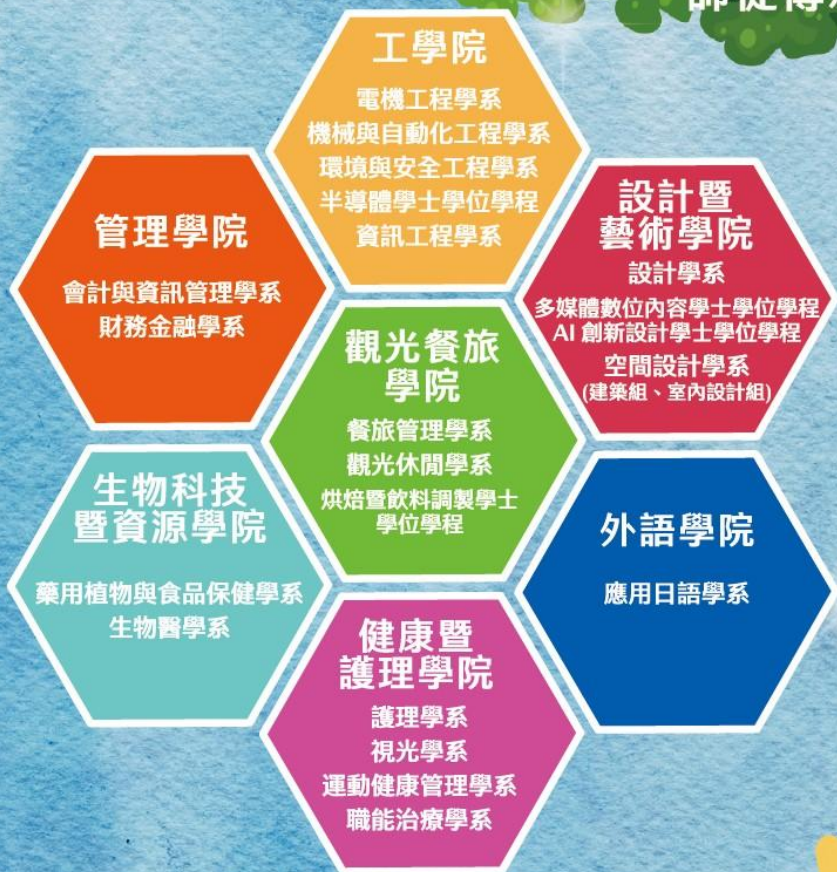 工學院
電機工程學系
機械與自動化工程學系
環境與安全工程學系
半導體學士學位學程
資訊工程學系
管理學院
會計與資訊管理學系
財務金融學系
設計暨
藝術學院
設計學系
多媒體數位內容學士學位學程
AI 創新設計學士學位學程
空間設計學系
(建築組、室內設計組)
觀光餐旅
學院
餐旅管理學系
觀光休閒學系
烘焙暨飲料調製學士
學位學程
生物科技
暨資源學院
藥用植物與食品保健學系
生物醫學系
外語學院
應用日語學系
健康暨
護理學院
護理學系
視光學系
運動健康管理學系
職能治療學系